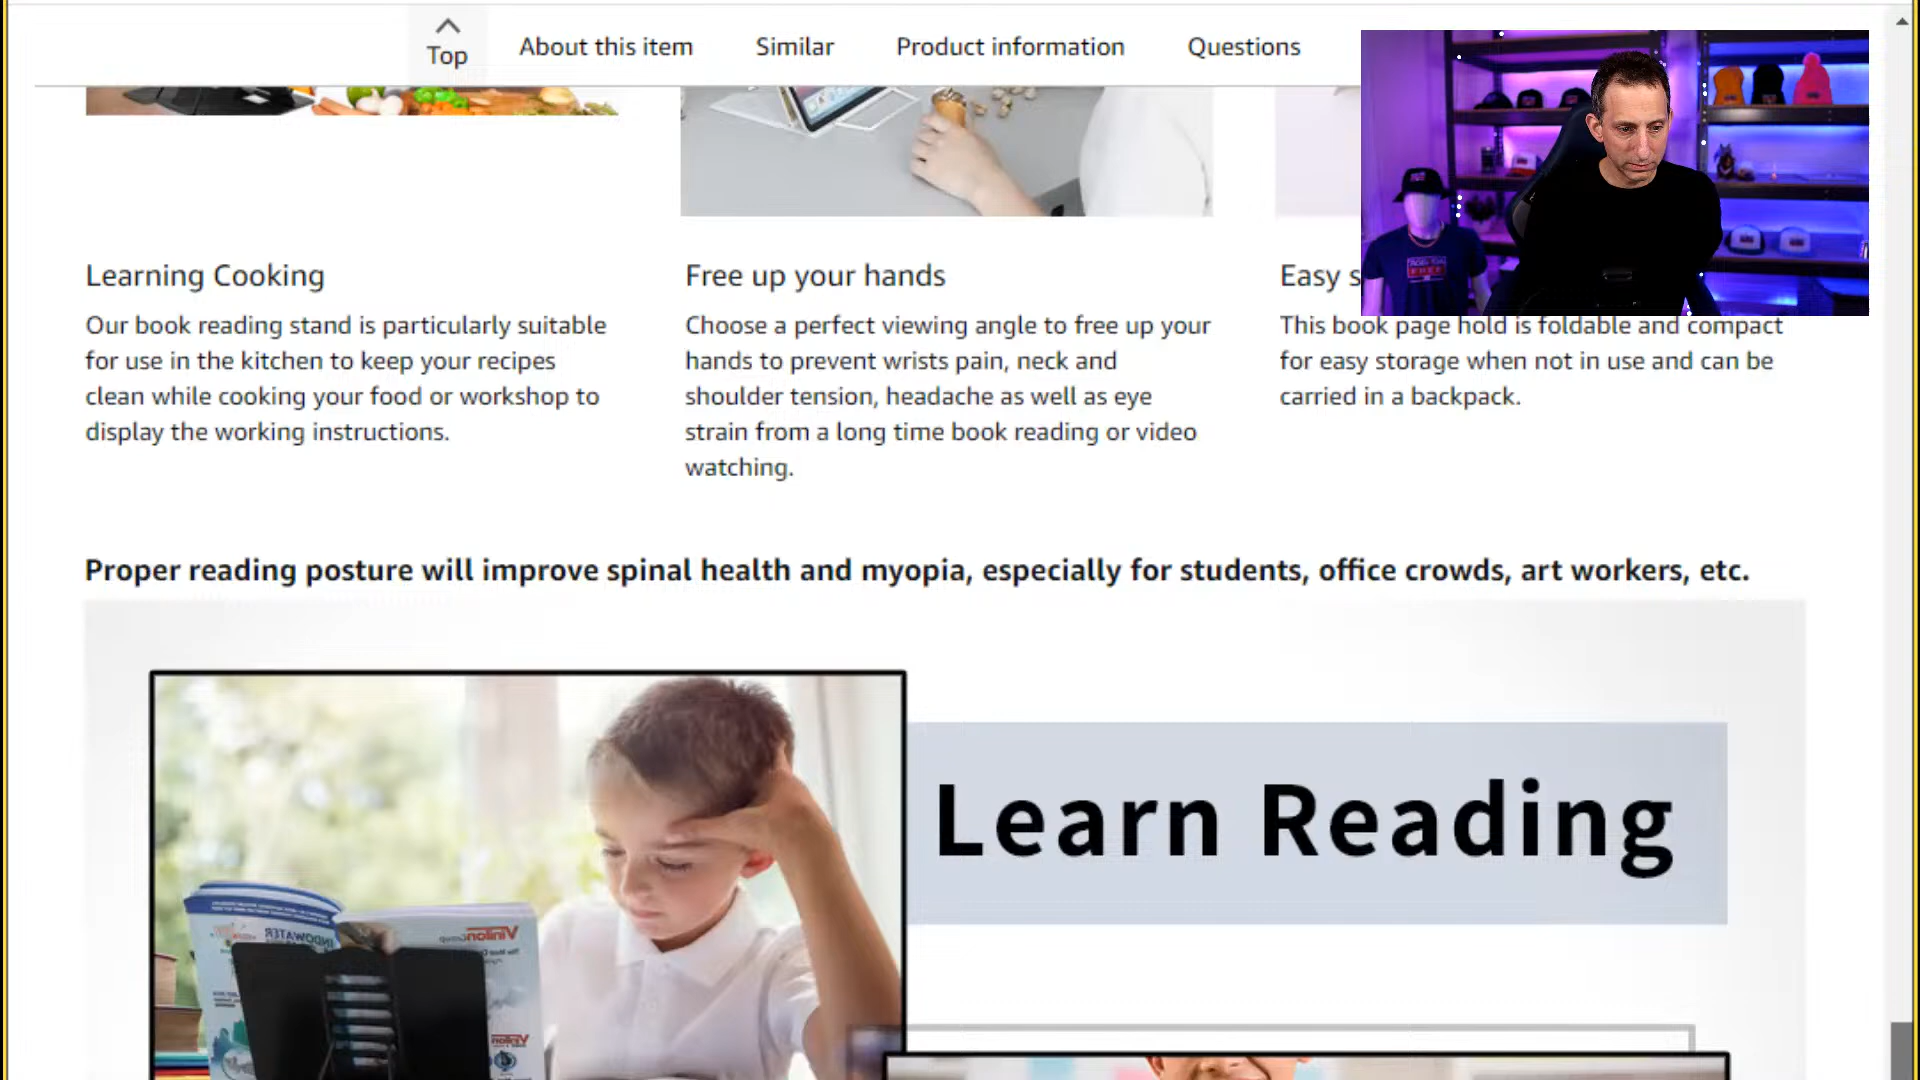 Top
About this item
Similar
Product information
Questions
Learning Cooking
Our book reading stand is particularly suitable
for use in the kitchen to keep your recipes
clean while cooking your food or workshop to
display the working instructions.
Free up your hands
Choose a perfect viewing angle to free up your
hands to prevent wrists pain, neck and
shoulder tension, headache as well as eye
strain from a long time book reading or video
watching.
Easy s
This book page hold is foldable and compact
for easy storage when not in use and can be
carried in a backpack.
Proper reading posture will improve spinal health and myopia, especially for students, office crowds, art workers, etc.
Learn Reading